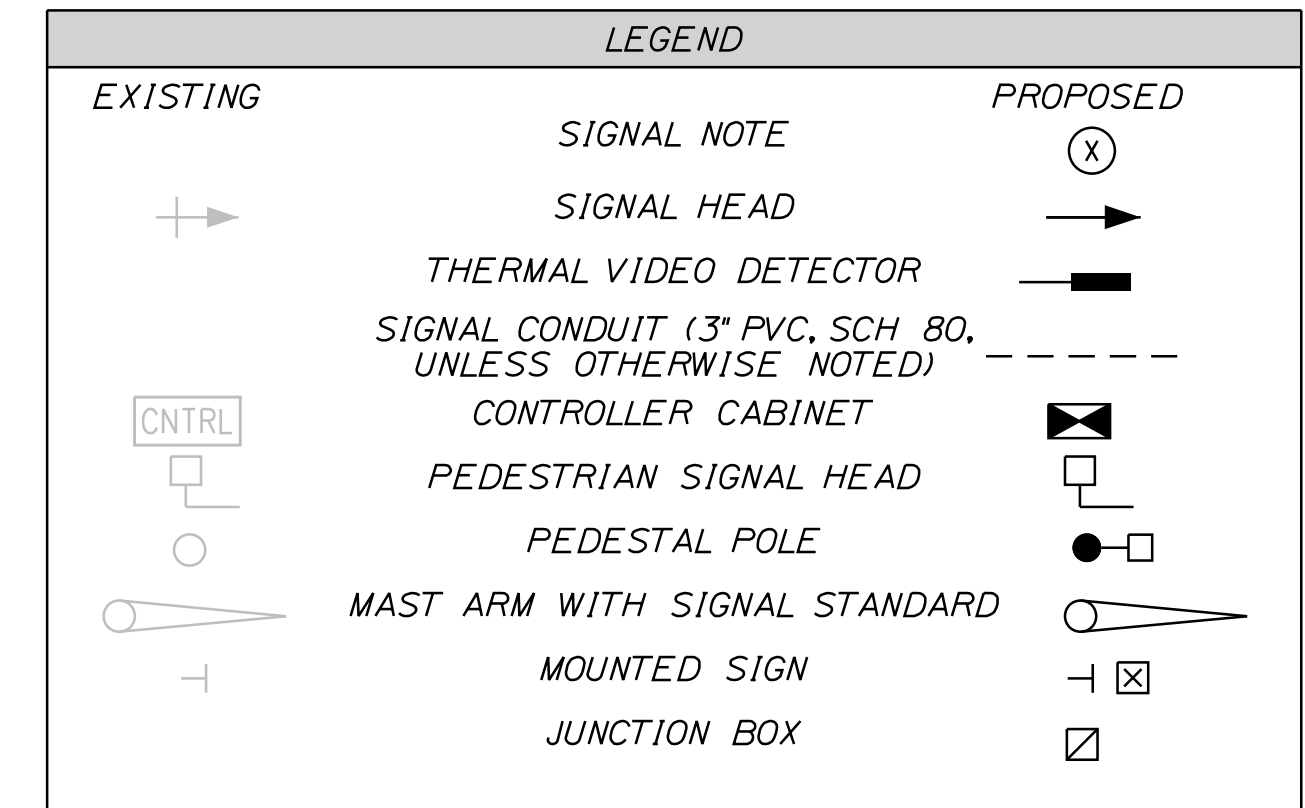 LEGEND
EXISTING PROPOSED
SIGNAL NOTE X
SIGNAL HEAD
THERMAL VIDEO DETECTOR
SIGNAL CONDUIT (3" PVC, SCH 80,
UNLESS OTHERWISE NOTED)
CNTRL CONTROLLER CABINET
PEDESTRIAN SIGNAL HEAD
PEDESTAL POLE
MAST ARM WITH SIGNAL STANDARD
MOUNTED SIGN X
JUNCTION BOX